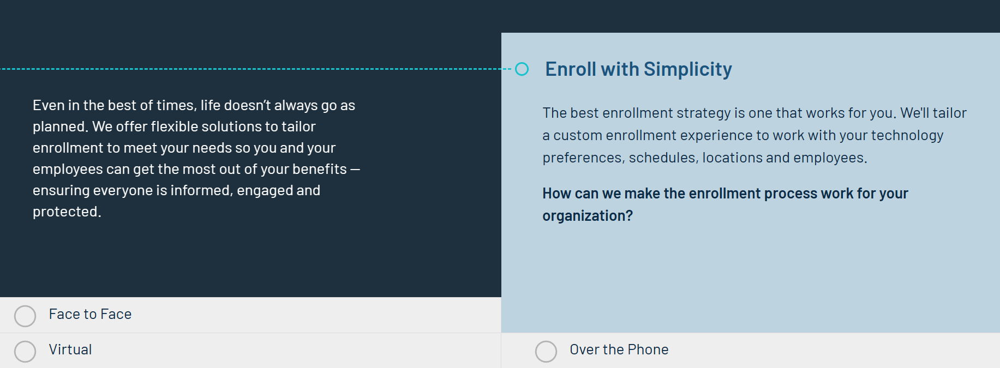 Even in the best of times, life doesn’t always go as
planned. We offer flexible solutions to tailor
enrollment to meet your needs so you and your
employees can get the most out of your benefits —
ensuring everyone is informed, engaged and
protected.
Enroll with Simplicity
The best enrollment strategy is one that works for you. We'll tailor
a custom enrollment experience to work with your technology
preferences, schedules, locations and employees.
How can we make the enrollment process work for your
organization?
Face to Face
Virtual
Over the Phone